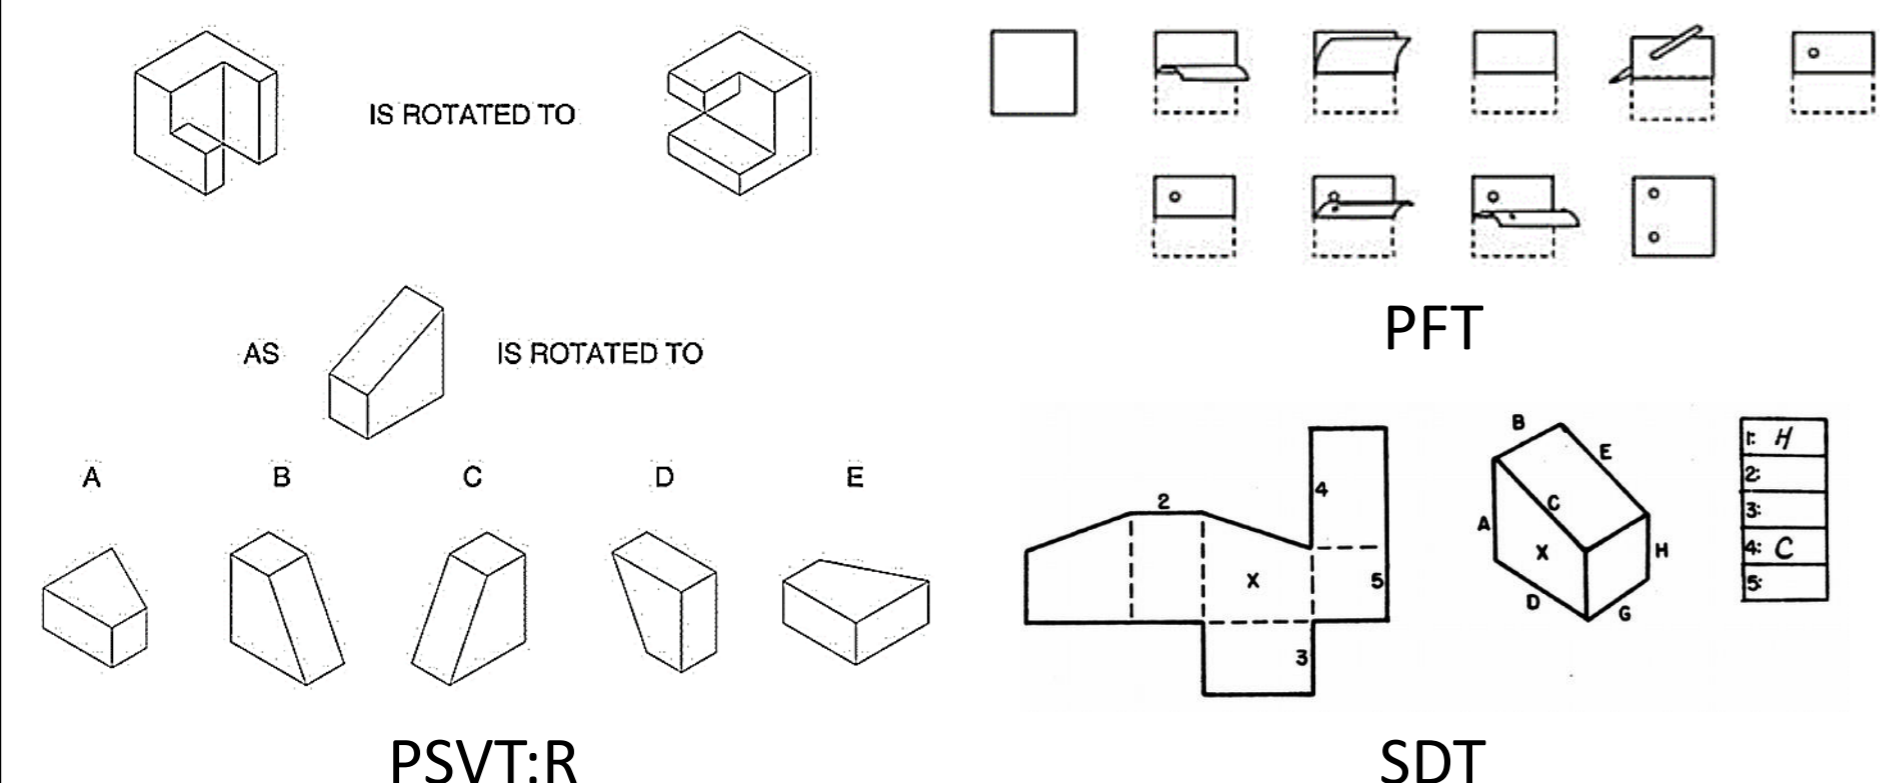 IS ROTATED TO
AS
IS ROTATED TO
A B C D E
PSVT:R
PFT
2
4
X
5
3
B
E
C
A
X
H
D
G
1: H
2:
3:
4: C
5:
SDT